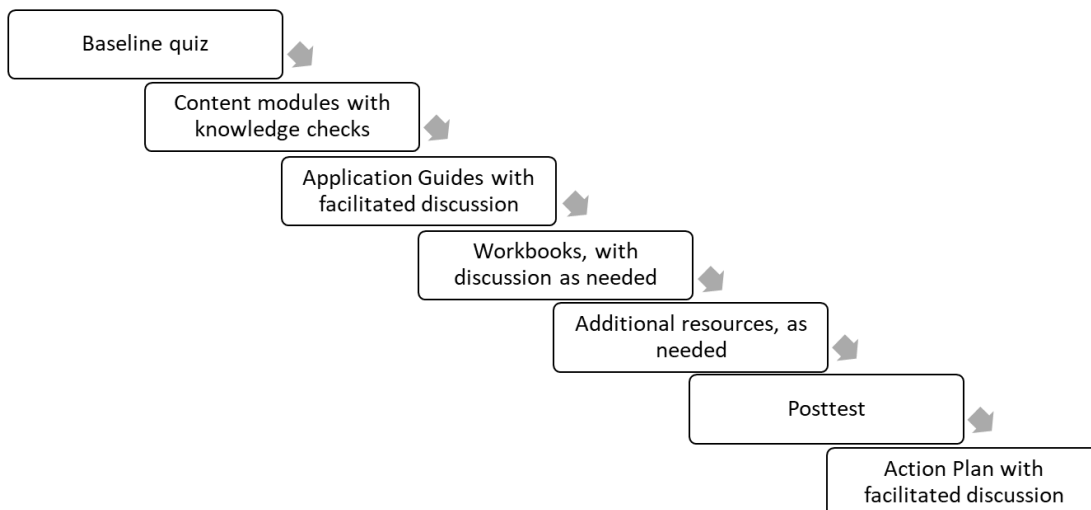 Baseline quiz
Content modules with
knowledge checks
Application Guides with
facilitated discussion
Workbooks, with
discussion as needed
Additional resources, as
needed
Posttest
Action Plan with
facilitated discussion